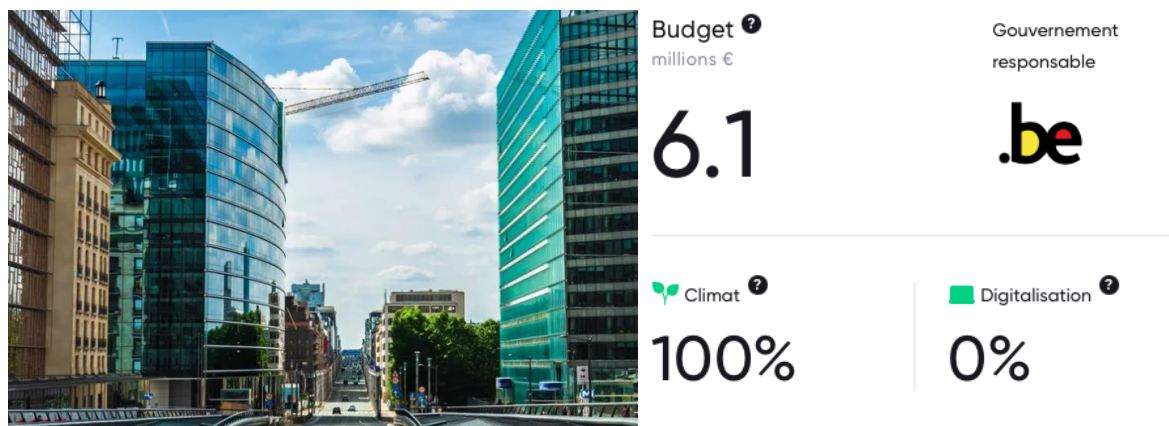 Budget ?
millions €
6.1
Gouvernement
responsable
.be
Climat ?
100%
Digitalisation ?
0%